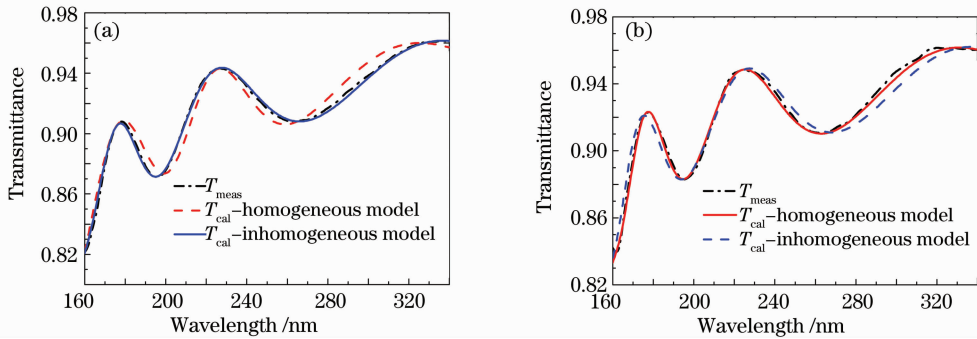 (a)
0.98
0.94
0.90
0.86
0.82
Transmittance
T_meas
T_cal–homogeneous model
T_cal–inhomogeneous model
160 200 240 280 320
Wavelength /nm
(b)
0.98
0.94
0.90
0.86
0.82
Transmittance
T_meas
T_cal–homogeneous model
T_cal–inhomogeneous model
160 200 240 280 320
Wavelength /nm